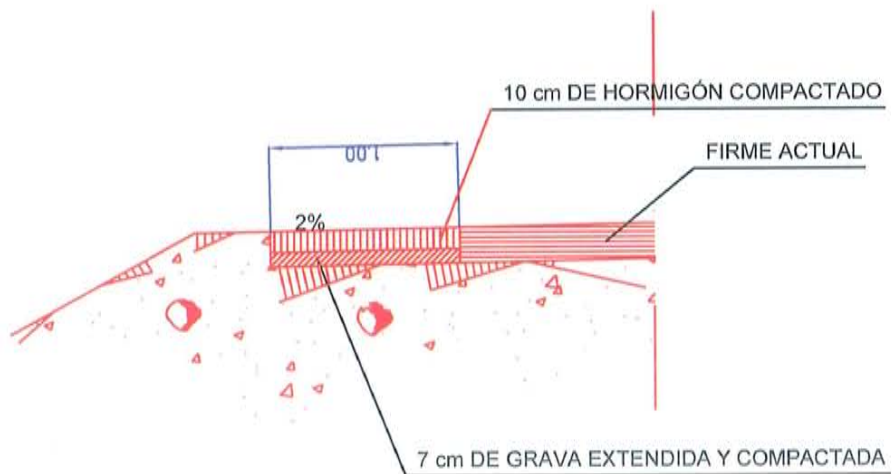 10 cm DE HORMIGÓN COMPACTADO
FIRME ACTUAL
1.00
2%
7 cm DE GRAVA EXTENDIDA Y COMPACTADA